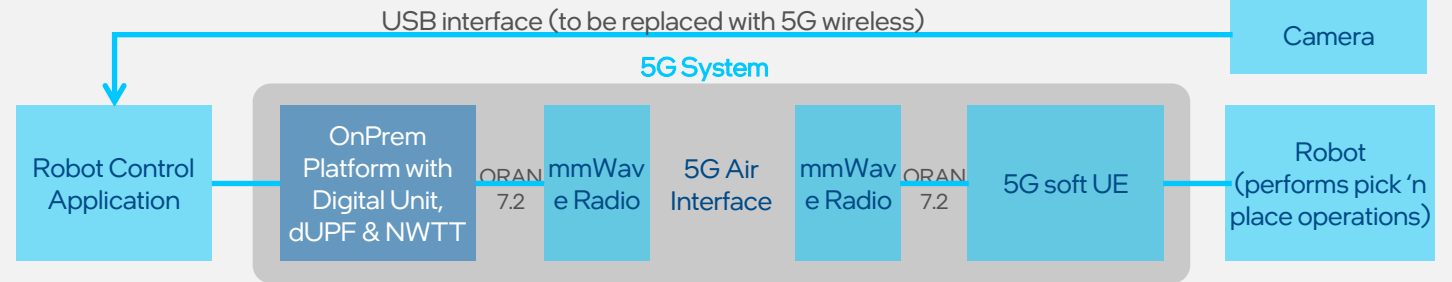 USB interface (to be replaced with 5G wireless)
Camera
5G System
Robot Control
Application
OnPrem
Platform with
Digital Unit,
dUPF & NWTT
ORAN
7.2
mmWav
e Radio
5G Air
Interface
mmWav
e Radio
ORAN
7.2
5G soft UE
Robot
(performs pick ‘n
place operations)